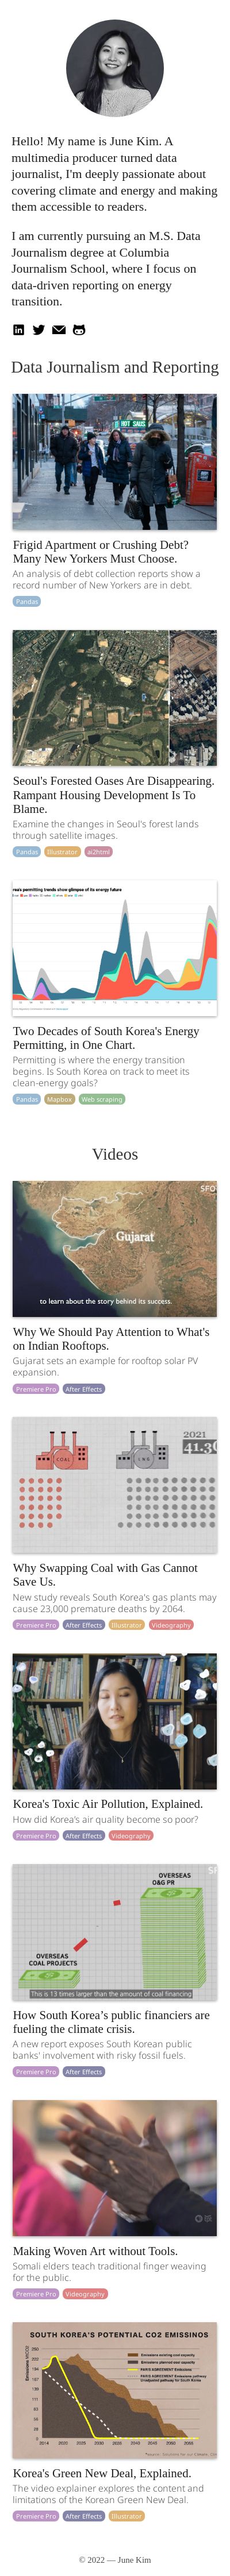 Hello! My name is June Kim. A
multimedia producer turned data
journalist, I'm deeply passionate about
covering climate and energy and making
them accessible to readers.
I am currently pursuing an M.S. Data
Journalism degree at Columbia
Journalism School, where I focus on
data-driven reporting on energy
transition.
Data Journalism and Reporting
Frigid Apartment or Crushing Debt?
Many New Yorkers Must Choose.
An analysis of debt collection reports show a
record number of New Yorkers are in debt.
Pandas
Seoul's Forested Oases Are Disappearing.
Rampant Housing Development Is To
Blame.
Examine the changes in Seoul's forest lands
through satellite images.
Pandas Illustrator ai2html
Two Decades of South Korea's Energy
Permitting, in One Chart.
Permitting is where the energy transition
begins. Is South Korea on track to meet its
clean-energy goals?
Pandas Mapbox Web scraping
Videos
SFO
Gujarat
to learn about the story behind its success.
Why We Should Pay Attention to What's
on Indian Rooftops.
Gujarat sets an example for rooftop solar PV
expansion.
Premiere Pro After Effects
2021
COAL
Why Swapping Coal with Gas Cannot
Save Us.
New study reveals South Korea's gas plants may
cause 23,000 premature deaths by 2064.
Premiere Pro After Effects Illustrator Videography
Korea's Toxic Air Pollution, Explained.
How did Korea's air quality become so poor?
Premiere Pro After Effects Videography
OVERSEAS
O&G PR
OVERSEAS
COAL PROJECTS
This is 13 times larger than the amount of coal financing
How South Korea’s public financiers are
fueling the climate crisis.
A new report exposes South Korean public
banks' involvement with risky fossil fuels.
Premiere Pro After Effects
Making Woven Art without Tools.
Somali elders teach traditional finger weaving
for the public.
Premiere Pro Videography
SOUTH KOREA'S POTENTIAL CO2 EMISSINOS
Korea's Green New Deal, Explained.
The video explainer explores the content and
limitations of the Korean Green New Deal.
Premiere Pro After Effects Illustrator
© 2022 — June Kim